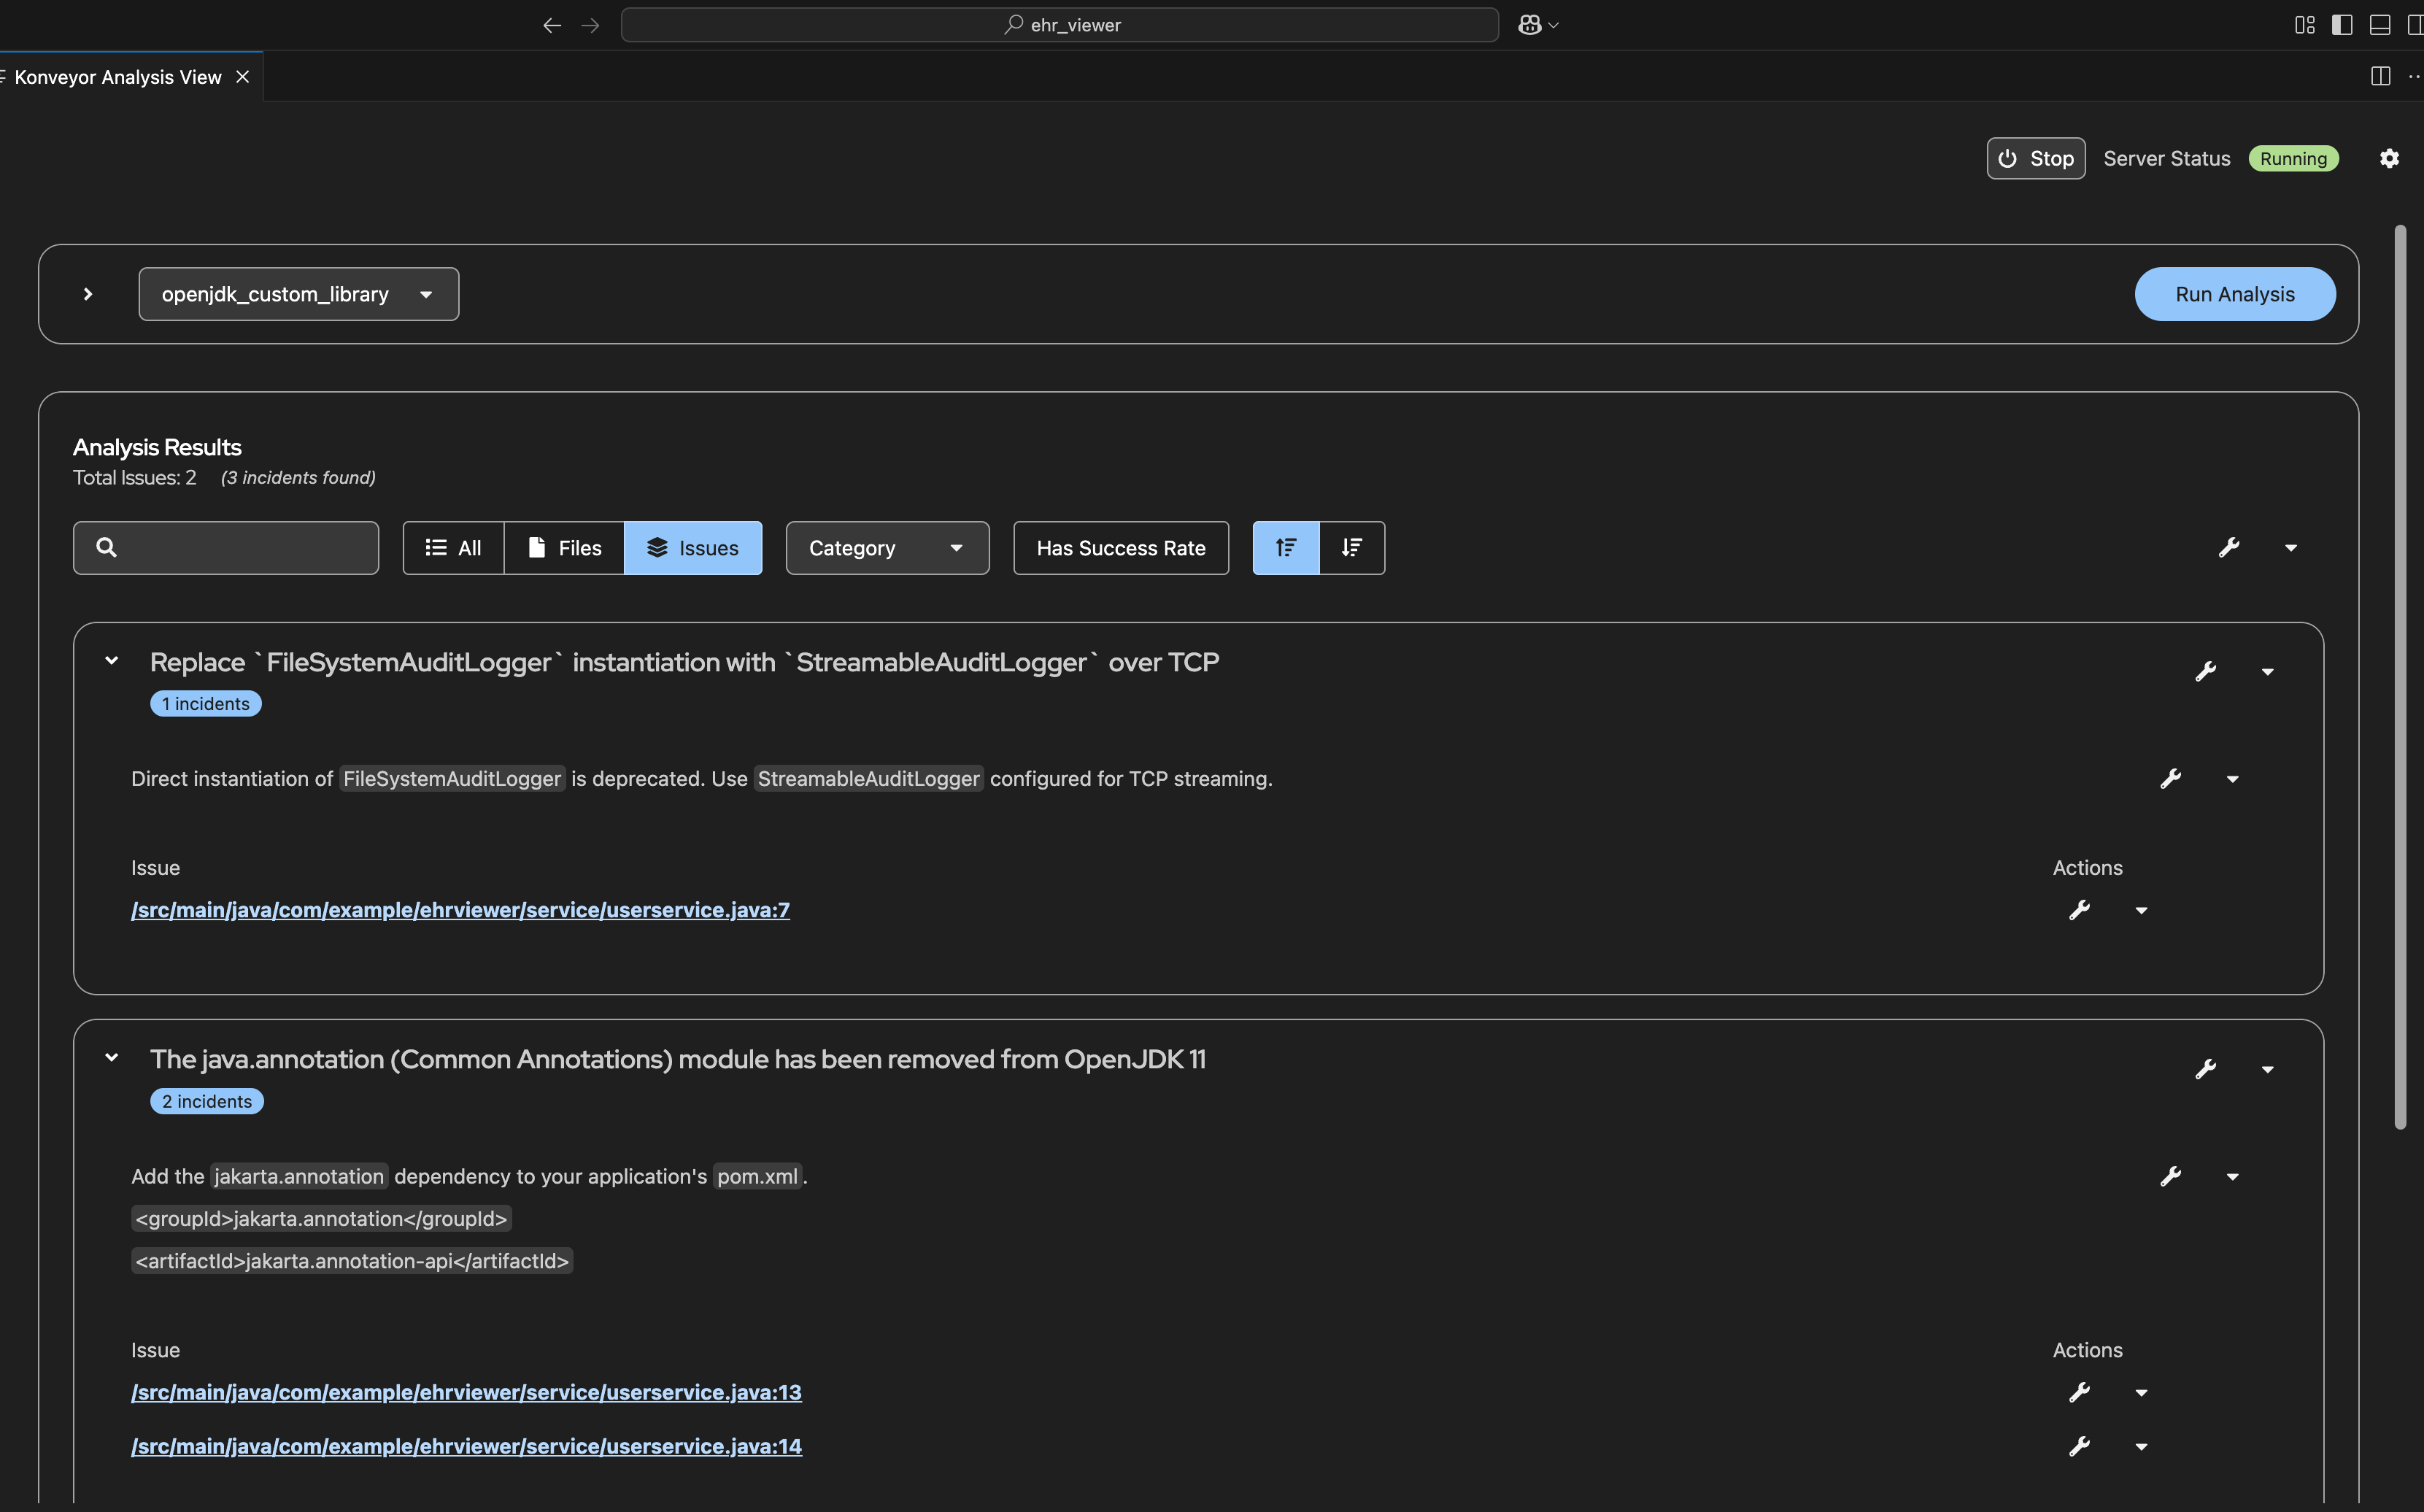 ehr_viewer
Konveyor Analysis View
Stop Server Status Running
openjdk_custom_library Run Analysis
Analysis Results
Total Issues: 2 (3 incidents found)
All Files Issues Category Has Success Rate
Replace `FileSystemAuditLogger` instantiation with `StreamableAuditLogger` over TCP
1 incidents
Direct instantiation of FileSystemAuditLogger is deprecated. Use StreamableAuditLogger configured for TCP streaming.
Issue Actions
/src/main/java/com/example/ehrviewer/service/userservice.java:7
The java.annotation (Common Annotations) module has been removed from OpenJDK 11
2 incidents
Add the jakarta.annotation dependency to your application's pom.xml.
<groupId>jakarta.annotation</groupId>
<artifactId>jakarta.annotation-api</artifactId>
Issue Actions
/src/main/java/com/example/ehrviewer/service/userservice.java:13
/src/main/java/com/example/ehrviewer/service/userservice.java:14